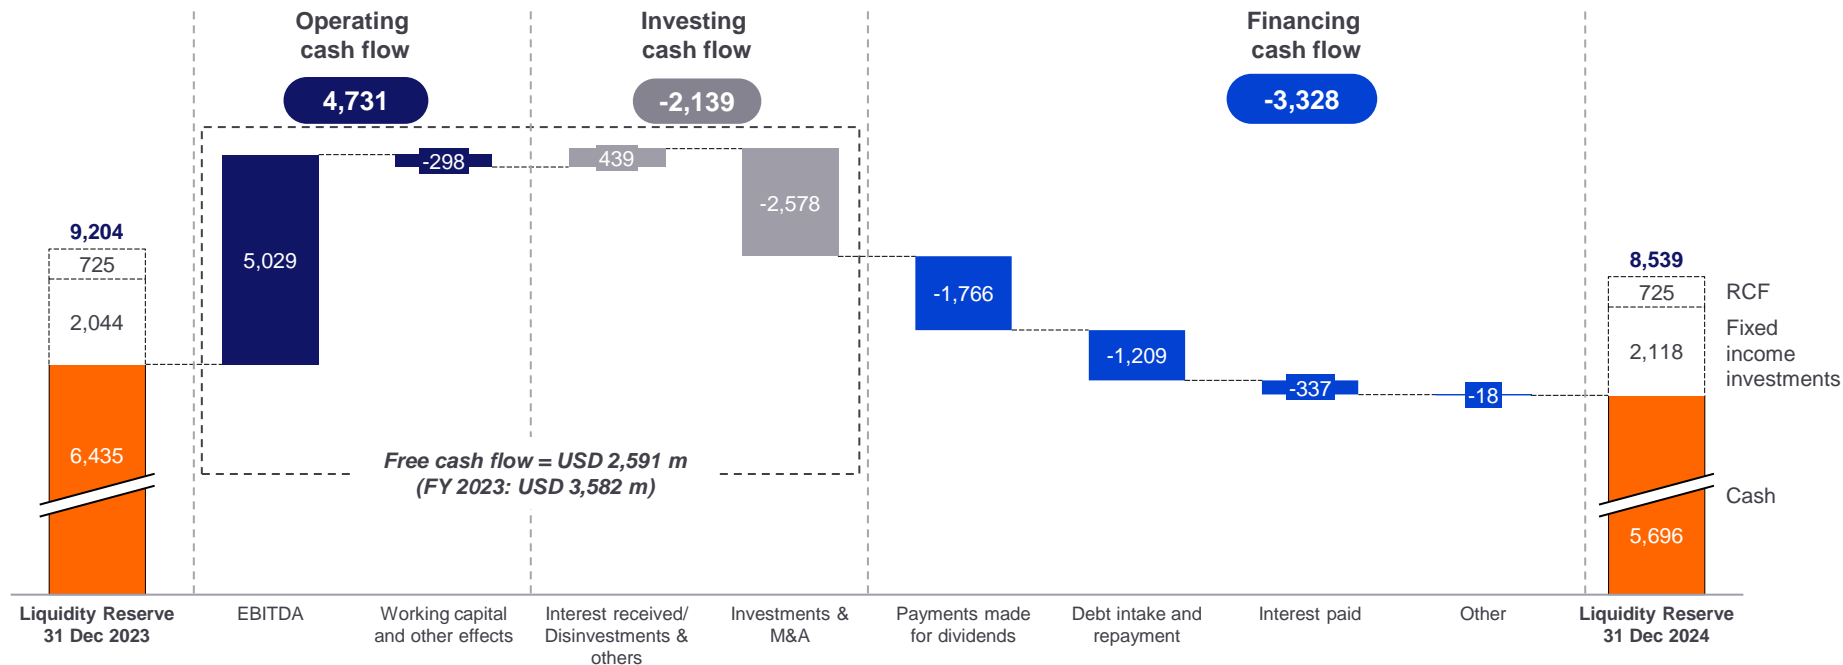 Operating
cash flow
4,731
Investing
cash flow
-2,139
Financing
cash flow
-3,328
9,204
725
2,044
6,435
5,029
-298
439
-2,578
-1,766
-1,209
-337
-18
8,539
725
2,118
5,696
RCF
Fixed
income
investments
Cash
Free cash flow = USD 2,591 m
(FY 2023: USD 3,582 m)
Liquidity Reserve
31 Dec 2023
EBITDA
Working capital
and other effects
Interest received/
Disinvestments &
others
Investments &
M&A
Payments made
for dividends
Debt intake and
repayment
Interest paid
Other
Liquidity Reserve
31 Dec 2024